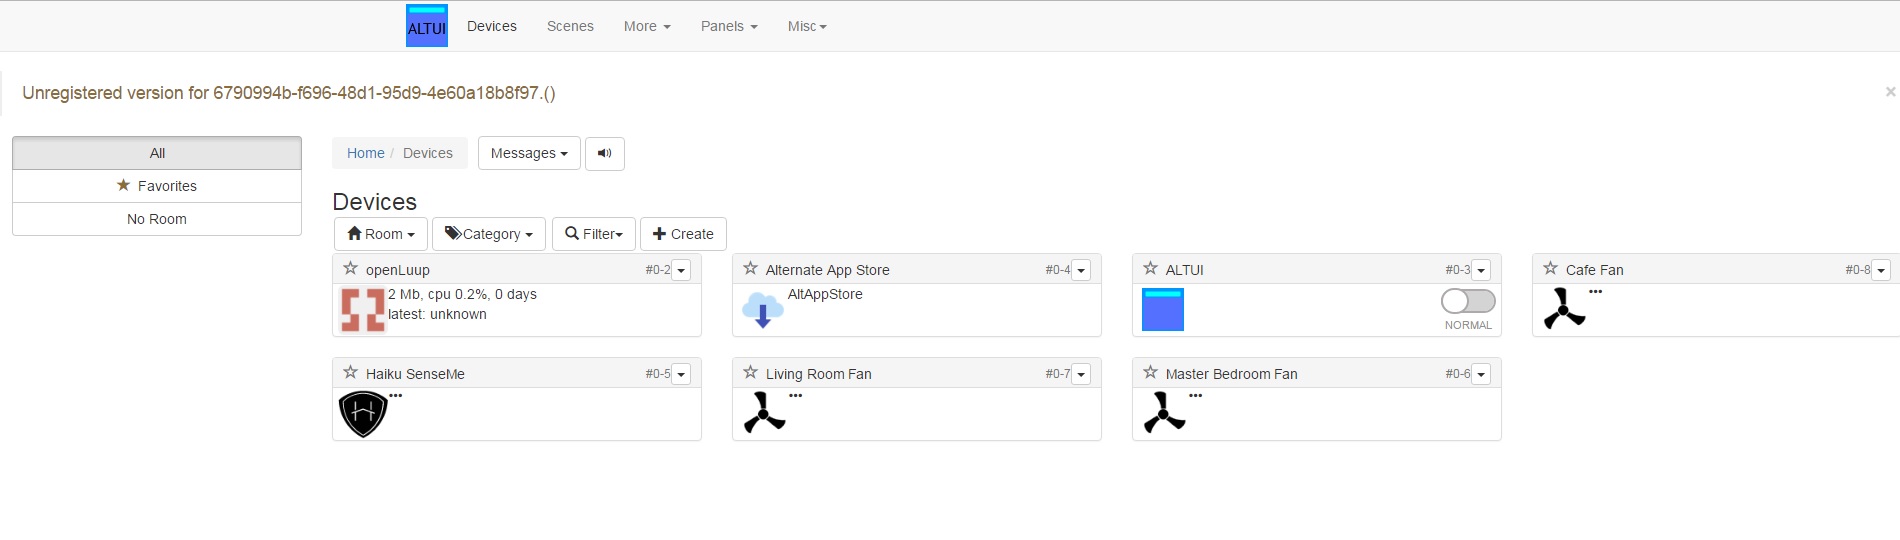 ALTUI Devices Scenes More Panels Misc
Unregistered version for 6790994b-f696-48d1-95d9-4e60a18b8f97.()
×
All
Favorites
No Room
Home / Devices Messages
Devices
Room Category Filter Create
openLuup #0-2
2 Mb, cpu 0.2%, 0 days
latest: unknown
Alternate App Store #0-4
AltAppStore
ALTUI #0-3
NORMAL
Cafe Fan #0-8
•••
Haiku SenseMe #0-5
•••
Living Room Fan #0-7
•••
Master Bedroom Fan #0-6
•••